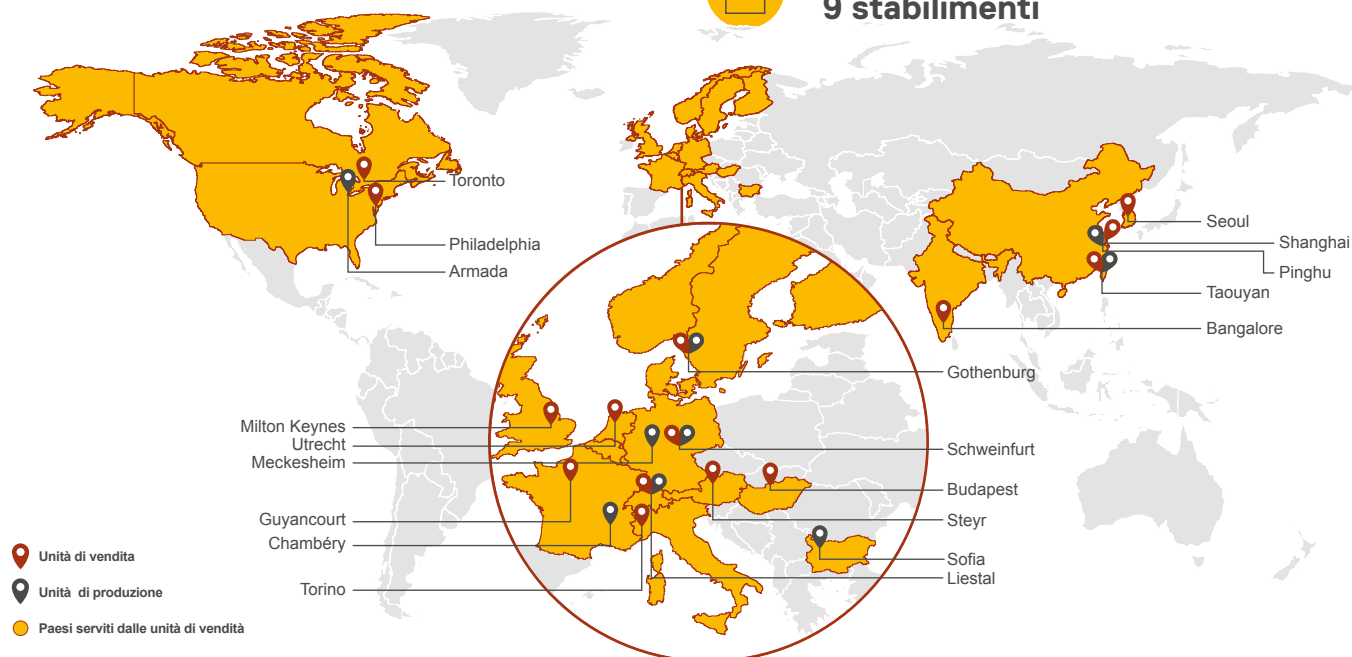 9 stabilimenti
Toronto
Philadelphia
Armada
Seoul
Shanghai
Pinghu
Taouyan
Bangalore
Gothenburg
Milton Keynes
Utrecht
Meckesheim
Schweinfurt
Budapest
Guyancourt
Steyr
Chambéry
Sofia
Liestal
Torino
Unità di vendita
Unità di produzione
Paesi serviti dalle unità di vendità